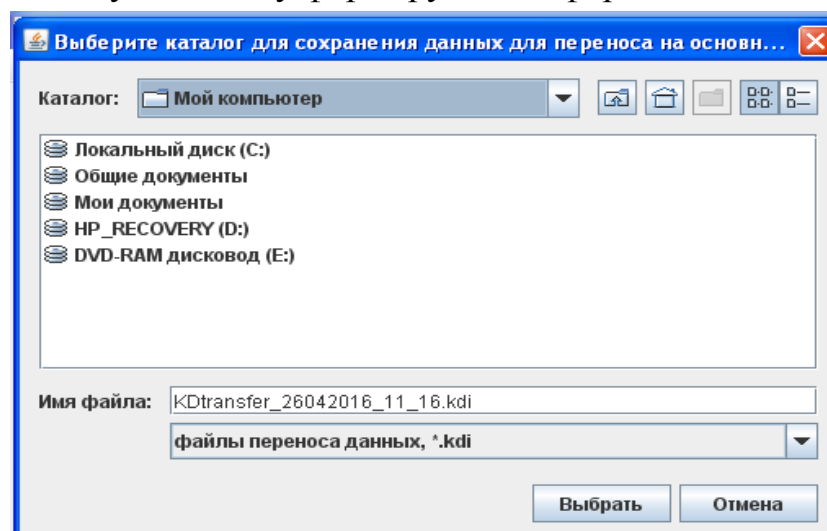 Выберите каталог для сохранения данных для переноса на основн...
Каталог: Мой компьютер
Локальный диск (C:)
Общие документы
Мои документы
HP_RECOVERY (D:)
DVD-RAM дисковод (E:)
Имя файла: KDtransfer_26042016_11_16.kdi
файлы переноса данных, *.kdi
Выбрать Отмена